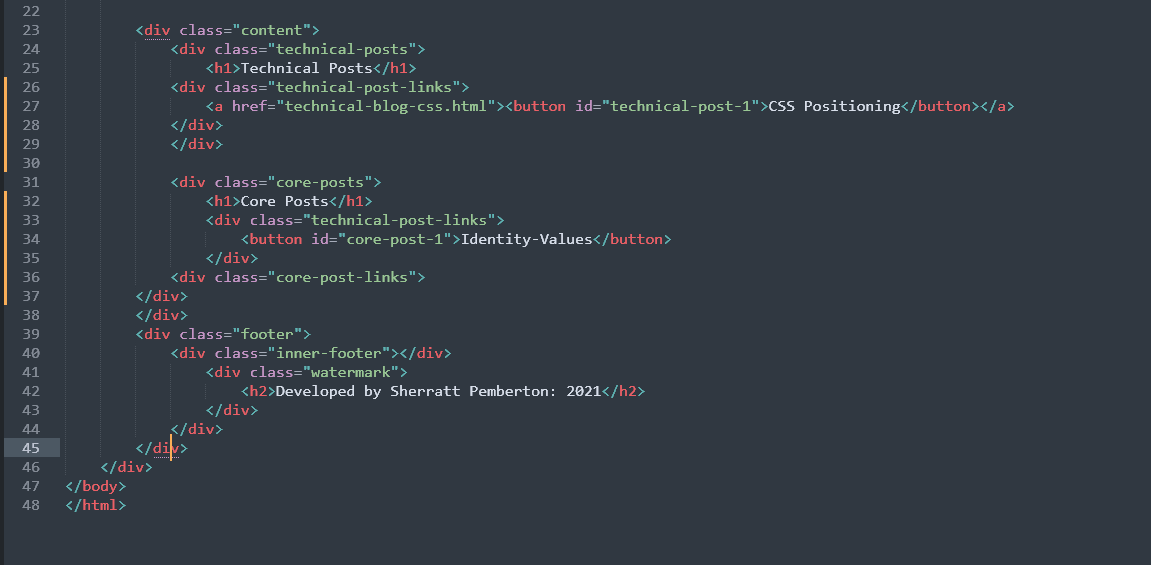 22
23 <div class="content">
24 <div class="technical-posts">
25 <h1>Technical Posts</h1>
26 <div class="technical-post-links">
27 <a href="technical-blog-css.html"><button id="technical-post-1">CSS Positioning</button></a>
28 </div>
29 </div>
30
31 <div class="core-posts">
32 <h1>Core Posts</h1>
33 <div class="technical-post-links">
34 <button id="core-post-1">Identity-Values</button>
35 </div>
36 <div class="core-post-links">
37 </div>
38 </div>
39 <div class="footer">
40 <div class="inner-footer"></div>
41 <div class="watermark">
42 <h2>Developed by Sherratt Pemberton: 2021</h2>
43 </div>
44 </div>
45 </div>
46 </div>
47 </body>
48 </html>